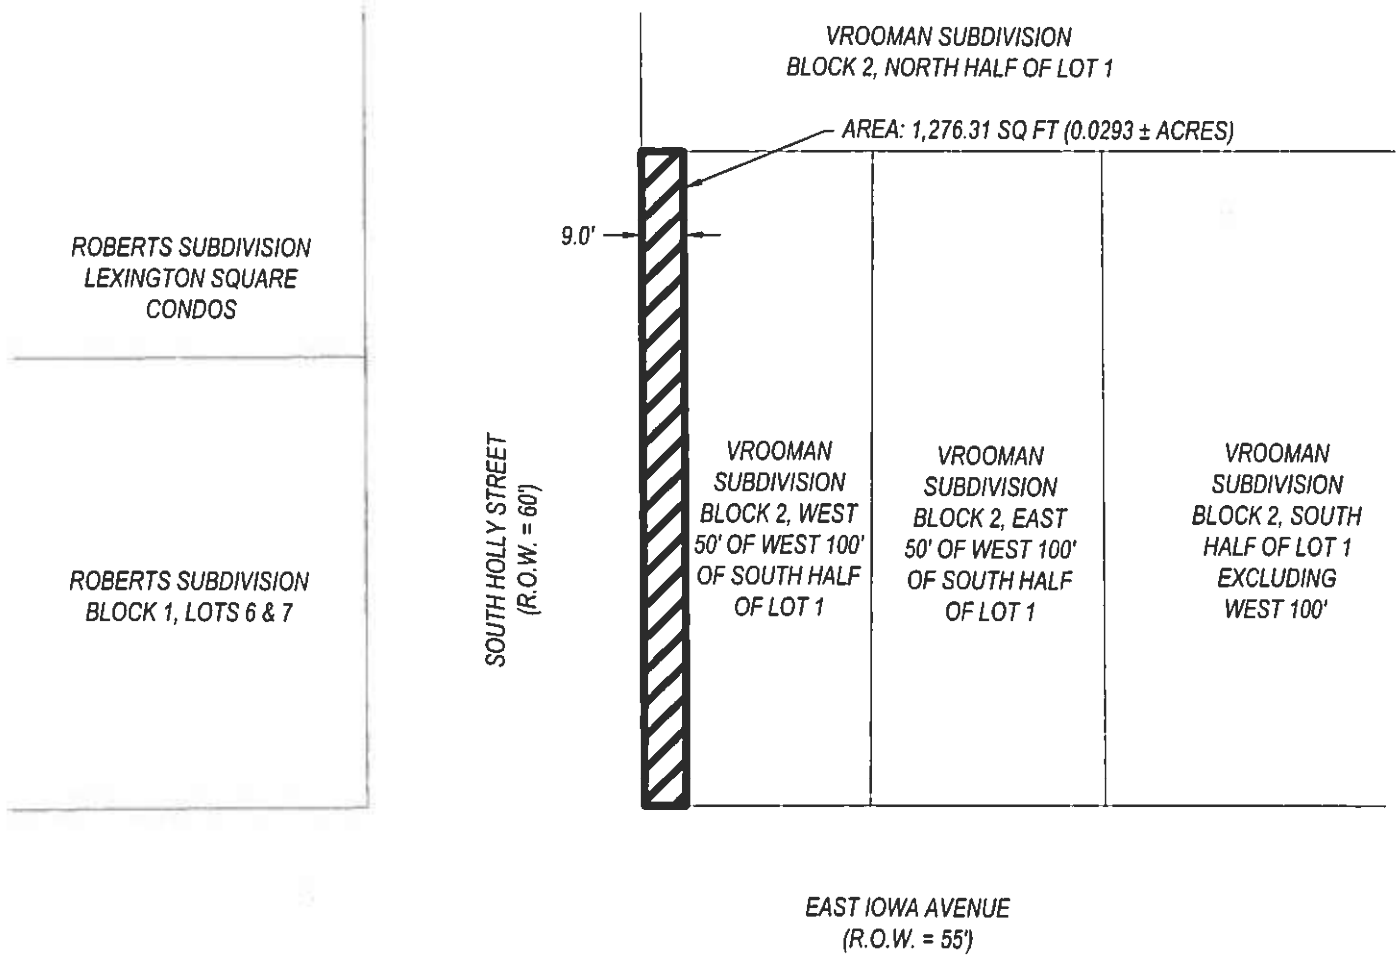 VROOMAN SUBDIVISION
BLOCK 2, NORTH HALF OF LOT 1
AREA: 1,276.31 SQ FT (0.0293 ± ACRES)
9.0'
ROBERTS SUBDIVISION
LEXINGTON SQUARE
CONDOS
ROBERTS SUBDIVISION
BLOCK 1, LOTS 6 & 7
SOUTH HOLLY STREET
(R.O.W. = 60')
VROOMAN
SUBDIVISION
BLOCK 2, WEST
50' OF WEST 100'
OF SOUTH HALF
OF LOT 1
VROOMAN
SUBDIVISION
BLOCK 2, EAST
50' OF WEST 100'
OF SOUTH HALF
OF LOT 1
VROOMAN
SUBDIVISION
BLOCK 2, SOUTH
HALF OF LOT 1
EXCLUDING
WEST 100'
EAST IOWA AVENUE
(R.O.W. = 55')